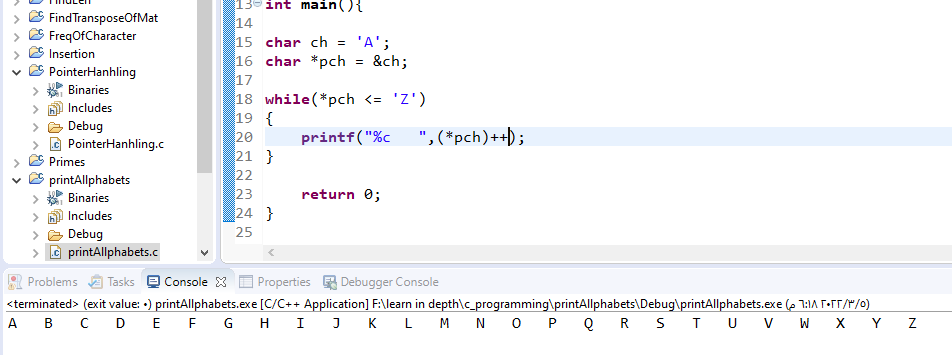 FindLen
FindTransposeOfMat
FreqOfCharacter
Insertion
PointerHanhling
Binaries
Includes
Debug
PointerHanhling.c
Primes
printAllphabets
Binaries
Includes
Debug
printAllphabets.c
13 int main(){
14
15 char ch = 'A';
16 char *pch = &ch;
17
18 while(*pch <= 'Z')
19 {
20     printf("%c   ",(*pch)++);
21 }
22
23     return 0;
24 }
25
Problems Tasks Console Properties Debugger Console
<terminated> (exit value: ٠) printAllphabets.exe [C/C++ Application] F:\learn in depth\c_programming\printAllphabets\Debug\printAllphabets.exe (٢٠٢٢/٣/٥ ٦:١٨ م)
A B C D E F G H I J K L M N O P Q R S T U V W X Y Z